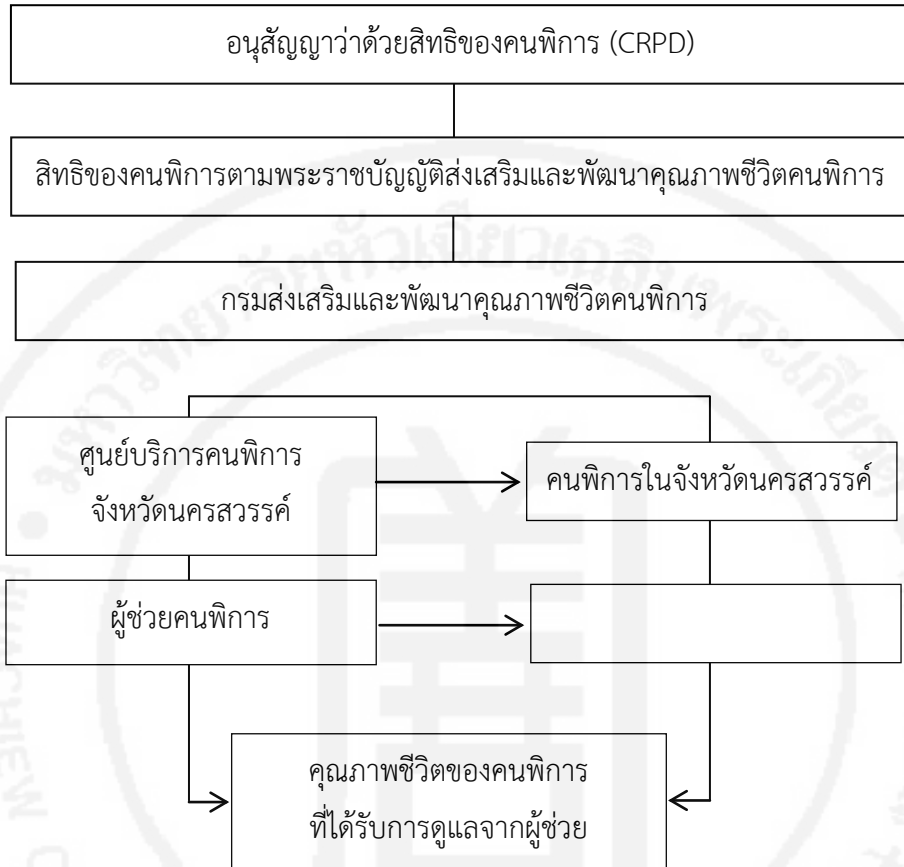 อนุสัญญาว่าด้วยสิทธิของคนพิการ (CRPD)
สิทธิของคนพิการตามพระราชบัญญัติส่งเสริมและพัฒนาคุณภาพชีวิตคนพิการ
กรมส่งเสริมและพัฒนาคุณภาพชีวิตคนพิการ
ศูนย์บริการคนพิการ
จังหวัดนครสวรรค์
คนพิการในจังหวัดนครสวรรค์
ผู้ช่วยคนพิการ
คุณภาพชีวิตของคนพิการ
ที่ได้รับการดูแลจากผู้ช่วย